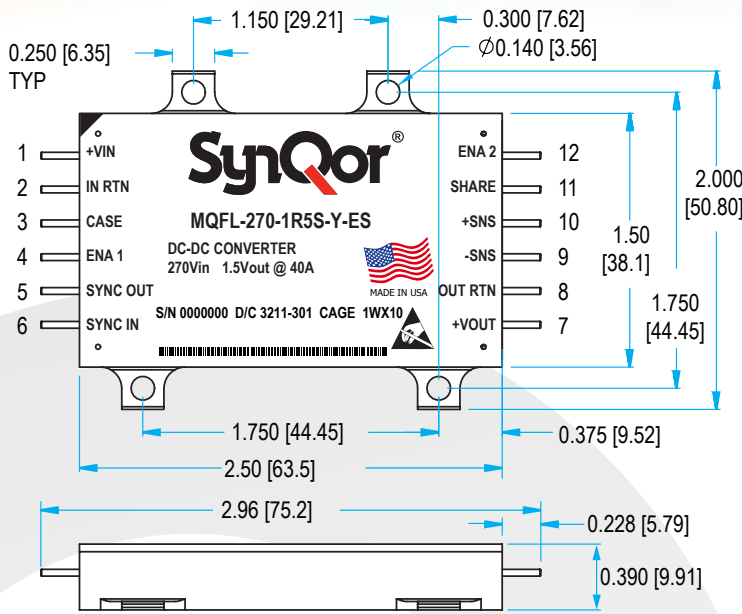 1.150 [29.21]
0.300 [7.62]
0.250 [6.35]
TYP
Ø0.140 [3.56]
SynQor®
1 +VIN
2 IN RTN
3 CASE
4 ENA 1
5 SYNC OUT
6 SYNC IN
MQFL-270-1R5S-Y-ES
DC-DC CONVERTER
270Vin 1.5Vout @ 40A
MADE IN USA
S/N 0000000 D/C 3211-301 CAGE 1WX10
ENA 2 12
SHARE 11
+SNS 10
-SNS 9
OUT RTN 8
+VOUT 7
2.000
[50.80]
1.50
[38.1]
1.750
[44.45]
1.750 [44.45]
0.375 [9.52]
2.50 [63.5]
2.96 [75.2]
0.228 [5.79]
0.390 [9.91]